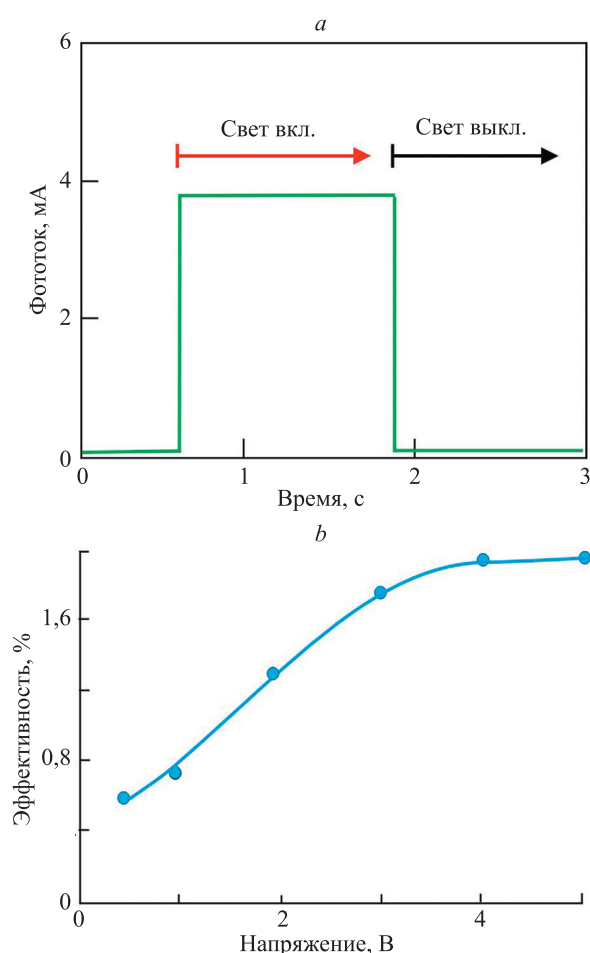 a
6
Свет вкл.
Свет выкл.
4
Фототок, мА
2
0
0 1 2 3
Время, с
b
1,6
Эффективность, %
0,8
0
0 2 4
Напряжение, В